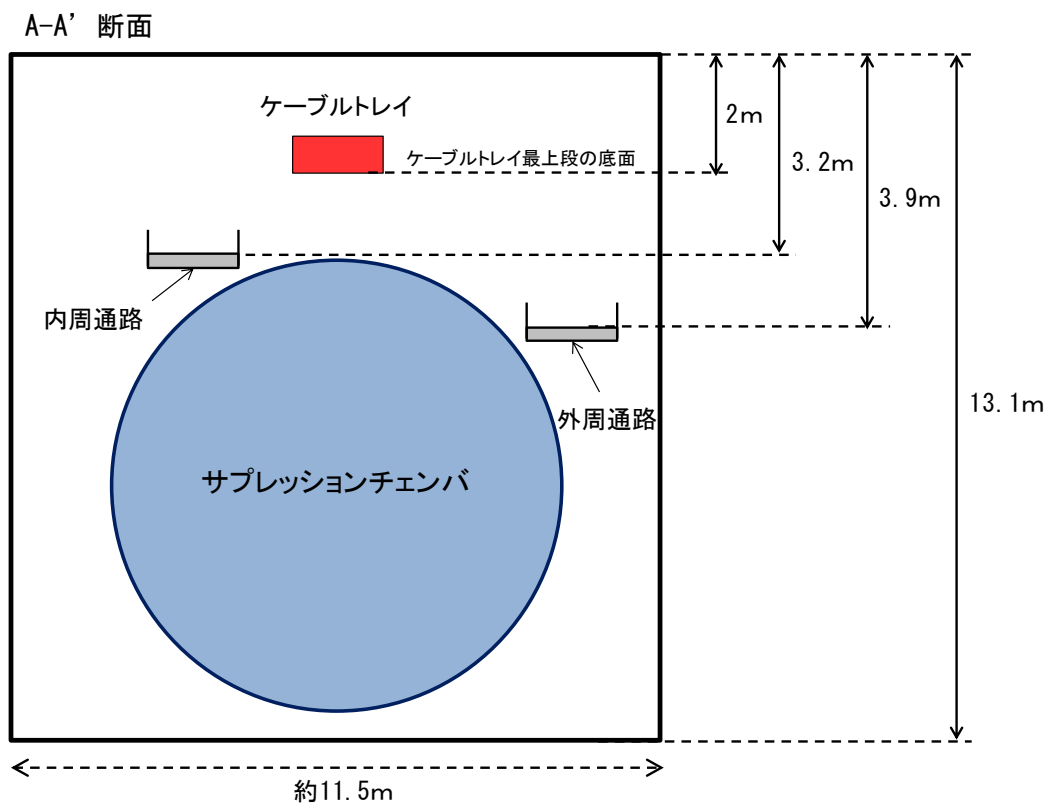 A-A’ 断面
ケーブルトレイ
2m
ケーブルトレイ最上段の底面
3.2m
3.9m
内周通路
13.1m
外周通路
サプレッションチェンバ
約11.5m